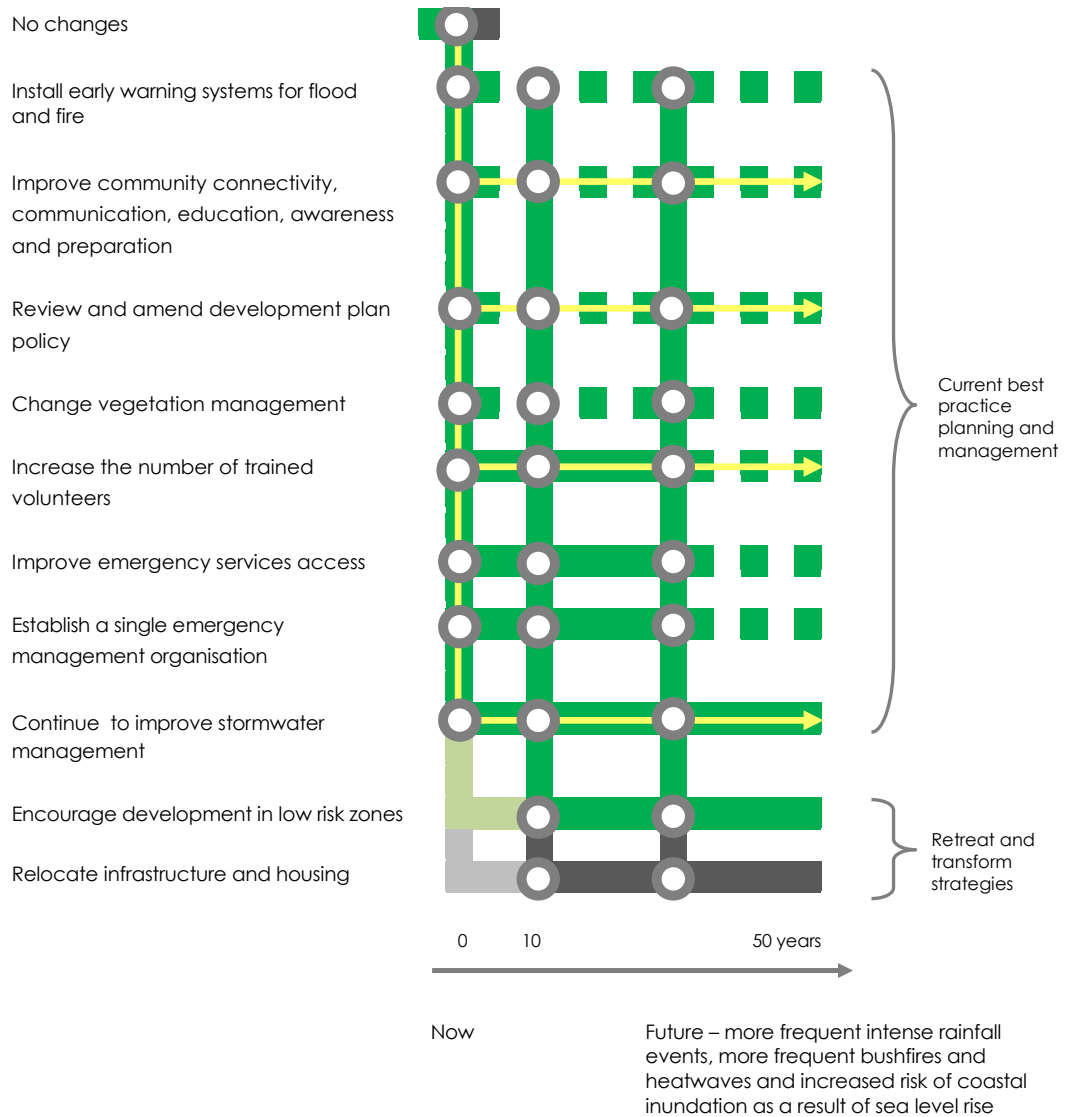 No changes
Install early warning systems for flood
and fire
Improve community connectivity,
communication, education, awareness
and preparation
Review and amend development plan
policy
Change vegetation management
Increase the number of trained
volunteers
Improve emergency services access
Establish a single emergency
management organisation
Continue  to improve stormwater
management
Encourage development in low risk zones
Relocate infrastructure and housing
Current best
practice
planning and
management
Retreat and
transform
strategies
0 10 50 years
Now
Future – more frequent intense rainfall
events, more frequent bushfires and
heatwaves and increased risk of coastal
inundation as a result of sea level rise